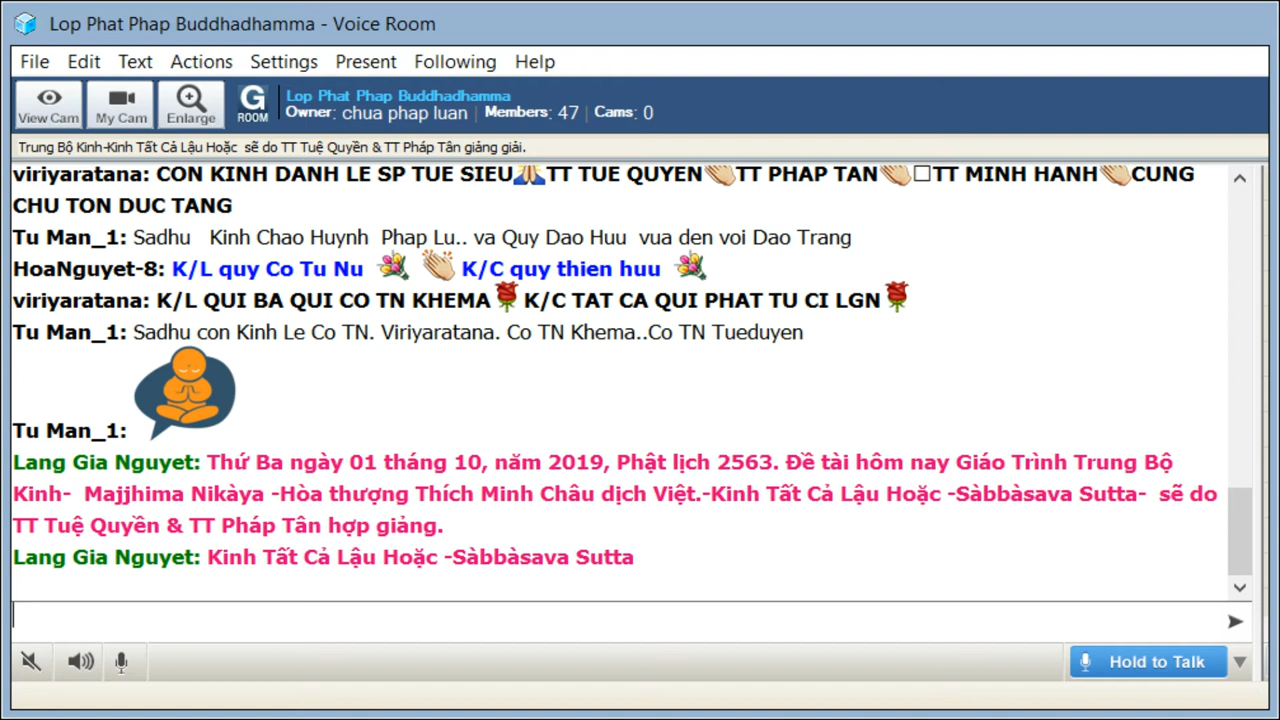 Lop Phat Phap Buddhadhamma - Voice Room
File Edit Text Actions Settings Present Following Help
View Cam My Cam Enlarge G ROOM Lop Phat Phap Buddhadhamma
Owner: chua phap luan | Members: 47 | Cams: 0
Trung Bộ Kinh-Kinh Tất Cả Lậu Hoặc sẽ do TT Tuệ Quyền & TT Pháp Tân giảng giải.
viriyaratana: CON KINH DANH LE SP TUE SIEU🙏TT TUE QUYEN👏TT PHAP TAN👏□TT MINH HANH👏CUNG
CHU TON DUC TANG
Tu Man_1: Sadhu Kinh Chao Huynh Phap Lu.. va Quy Dao Huu vua den voi Dao Trang
HoaNguyet-8: K/L quy Co Tu Nu 💐 👏 K/C quy thien huu 💐
viriyaratana: K/L QUI BA QUI CO TN KHEMA🌹K/C TAT CA QUI PHAT TU CI LGN🌹
Tu Man_1: Sadhu con Kinh Le Co TN. Viriyaratana. Co TN Khema..Co TN Tueduyen
Tu Man_1:
Lang Gia Nguyet: Thứ Ba ngày 01 tháng 10, năm 2019, Phật lịch 2563. Đề tài hôm nay Giáo Trình Trung Bộ
Kinh- Majjhima Nikàya -Hòa thượng Thích Minh Châu dịch Việt.-Kinh Tất Cả Lậu Hoặc -Sàbbàsava Sutta- sẽ do
TT Tuệ Quyền & TT Pháp Tân hợp giảng.
Lang Gia Nguyet: Kinh Tất Cả Lậu Hoặc -Sàbbàsava Sutta
Hold to Talk